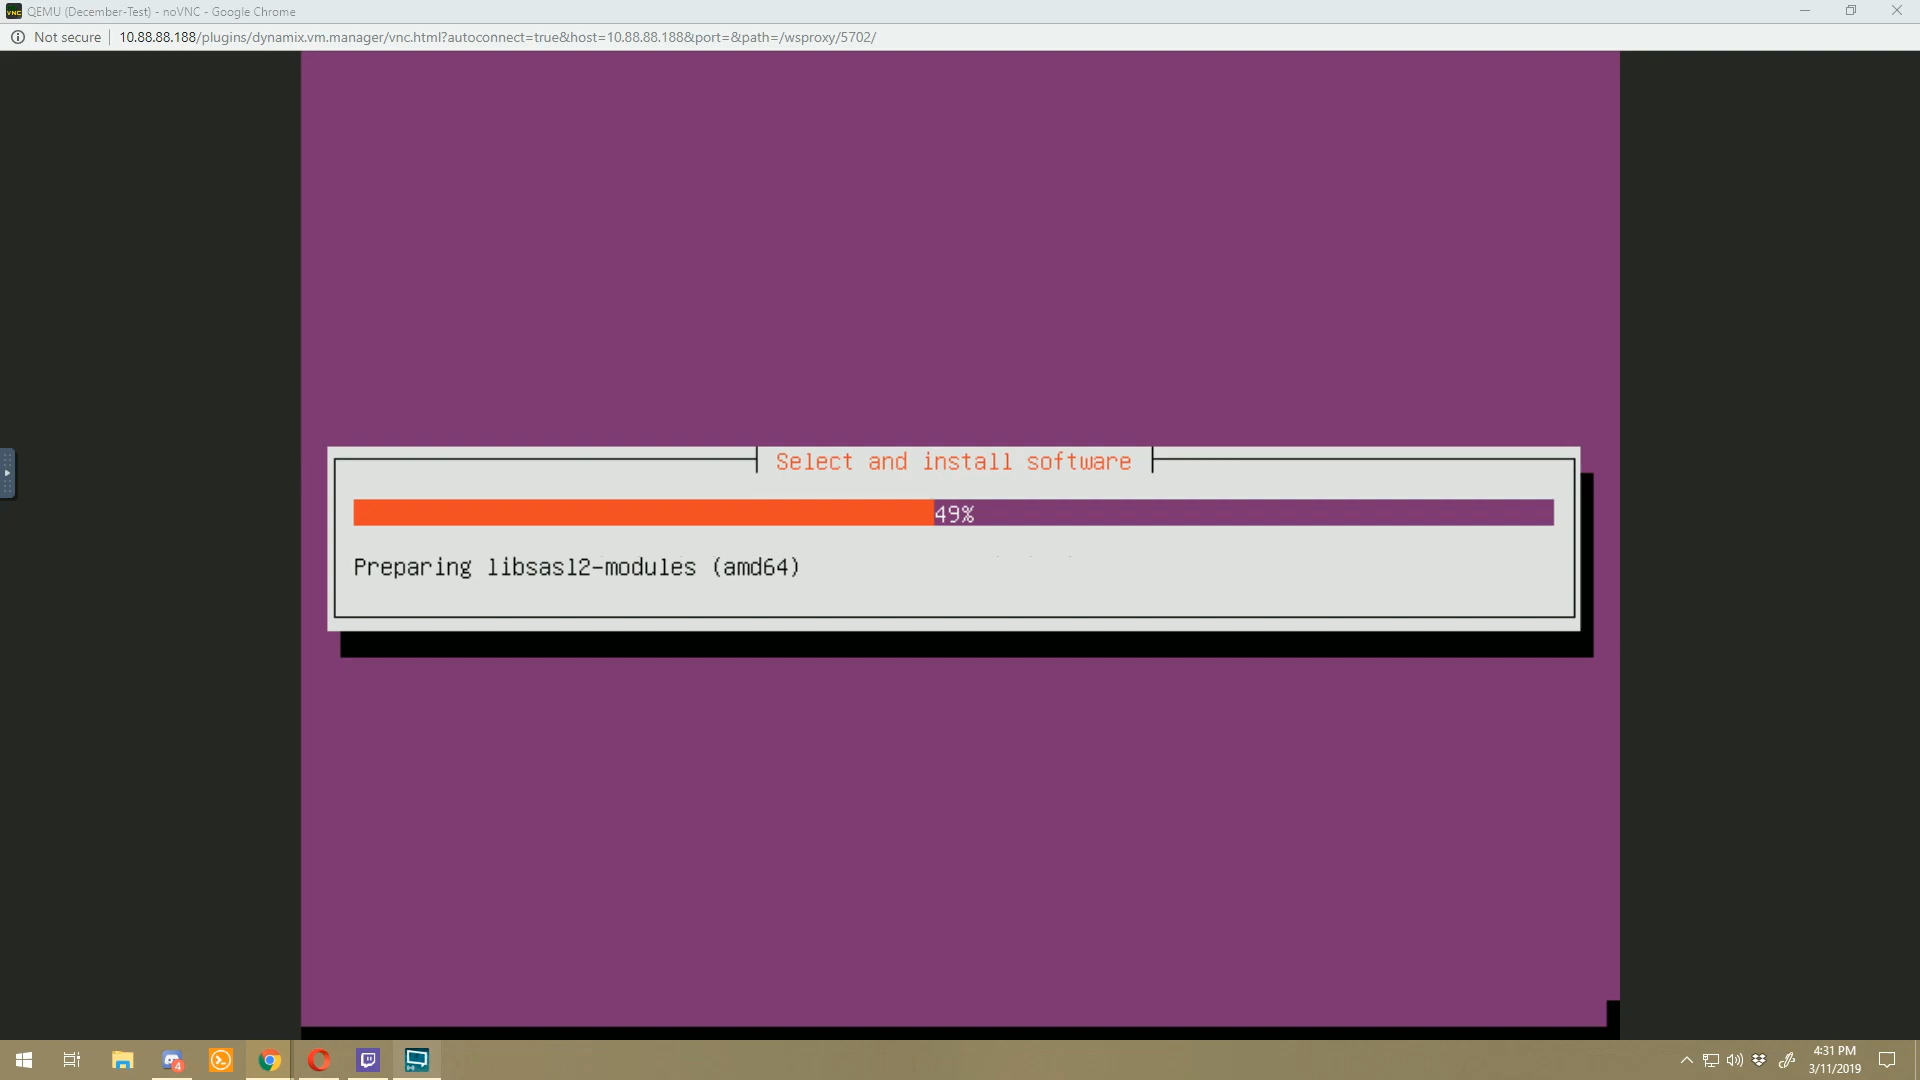 QEMU (December-Test) - noVNC - Google Chrome
Not secure | 10.88.88.188/plugins/dynamix.vm.manager/vnc.html?autoconnect=true&host=10.88.88.188&port=&path=/wsproxy/5702/
Select and install software
49%
Preparing libsasl2-modules (amd64)
4
4:31 PM
3/11/2019